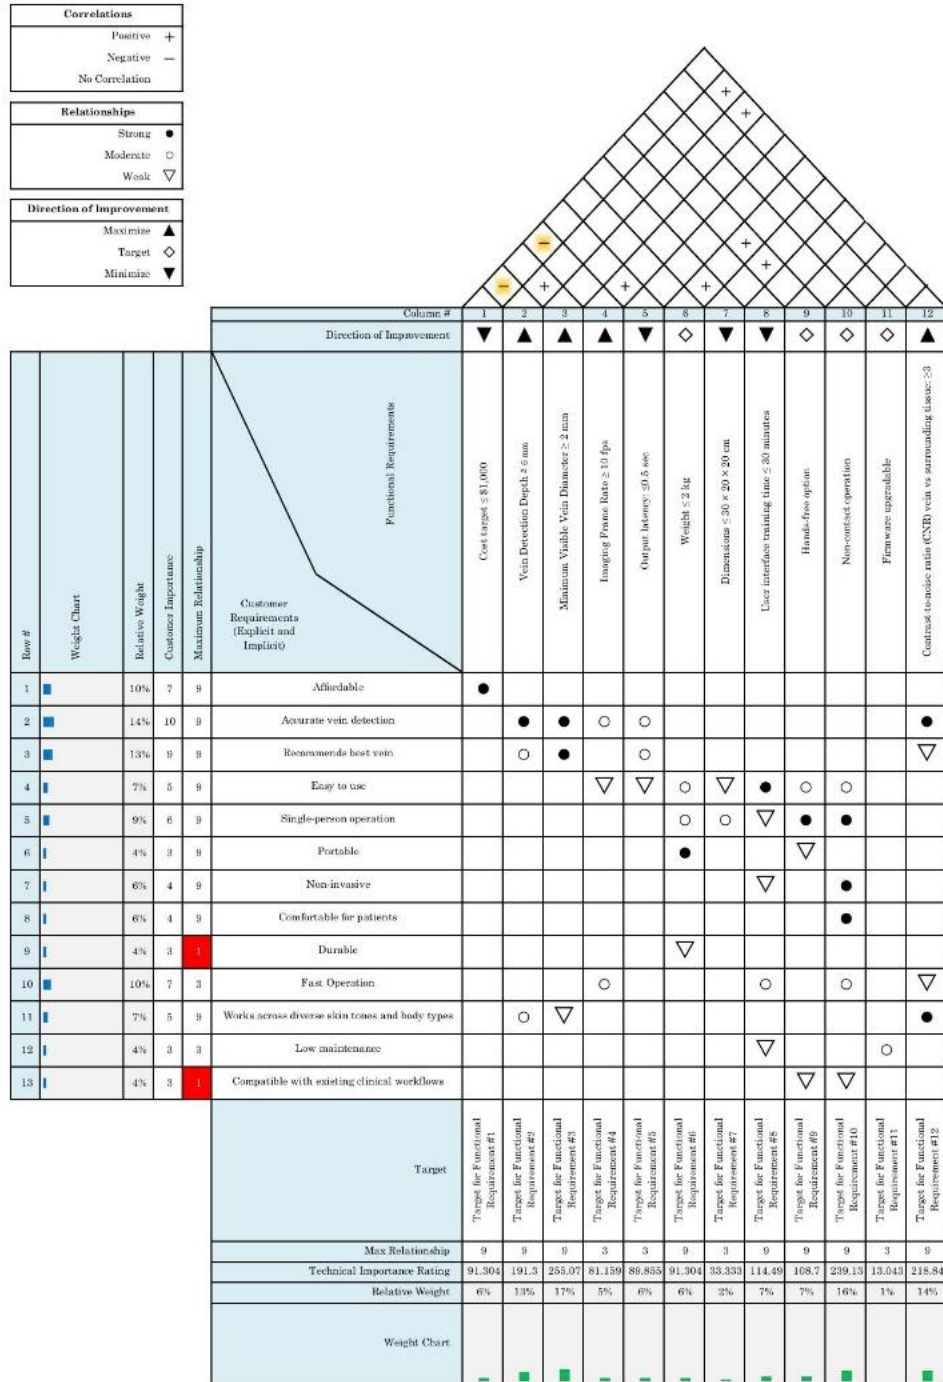 Correlations
Positive +
Negative −
No Correlation
Relationships
Strong ●
Moderate ○
Weak ▽
Direction of Improvement
Maximize ▲
Target ◇
Minimize ▼
Column # 1 2 3 4 5 6 7 8 9 10 11 12
Direction of Improvement ▼ ▲ ▲ ▲ ▼ ◇ ▼ ▼ ◇ ◇ ◇ ▲
Row #
Weight Chart
Relative Weight
Customer Importance
Maximum Relationship
Customer
Requirements
(Explicit and
Implicit)
Functional Requirements
Cost target ≤ $1,000
Vein Detection Depth ≥ 6 mm
Minimum Visible Vein Diameter ≥ 2 mm
Imaging Frame Rate ≥ 10 fps
Output latency: ≤0.5 sec
Weight ≤ 2 kg
Dimensions ≤ 30 × 20 × 20 cm
User interface training time ≤ 30 minutes
Hands-free option
Non-contact operation
Firmware upgradable
Contrast-to-noise ratio (CNR) vein vs surrounding tissue: ≥3
1 10% 7 9 Affordable ●
2 14% 10 9 Accurate vein detection ● ● ○ ○ ●
3 13% 9 9 Recommends best vein ○ ● ○ ▽
4 7% 5 9 Easy to use ▽ ▽ ○ ▽ ● ○ ○
5 9% 6 9 Single-person operation ○ ○ ▽ ● ●
6 4% 3 9 Portable ● ▽
7 6% 4 9 Non-invasive ▽ ●
8 6% 4 9 Comfortable for patients ●
9 4% 3 1 Durable ▽
10 10% 7 3 Fast Operation ○ ○ ○ ▽
11 7% 5 9 Works across diverse skin tones and body types ○ ▽ ●
12 4% 3 3 Low maintenance ▽ ○
13 4% 3 1 Compatible with existing clinical workflows ▽ ▽
Target
Target for Functional
Requirement #1
Target for Functional
Requirement #2
Target for Functional
Requirement #3
Target for Functional
Requirement #4
Target for Functional
Requirement #5
Target for Functional
Requirement #6
Target for Functional
Requirement #7
Target for Functional
Requirement #8
Target for Functional
Requirement #9
Target for Functional
Requirement #10
Target for Functional
Requirement #11
Target for Functional
Requirement #12
Max Relationship 9 9 9 3 3 9 3 9 9 9 3 9
Technical Importance Rating 91.304 191.3 255.07 81.159 89.855 91.304 33.333 114.49 108.7 239.13 13.043 218.84
Relative Weight 6% 13% 17% 5% 6% 6% 2% 7% 7% 16% 1% 14%
Weight Chart